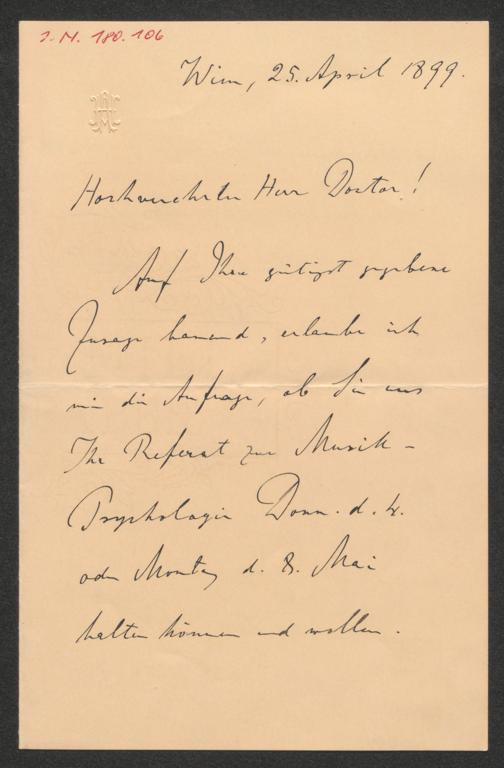 J. N. 180.106
Wien, 25. April 1899.
Hochverehrter Herr Doctor!
Auf Ihre gütigst gegebene
Zusage bauend, erlaube ich
mir die Anfrage, ob Sie uns
Ihr Referat zur Musik-
Psychologie Donn. d. 4.
oder Montag d. 8. Mai
halten können und wollen.